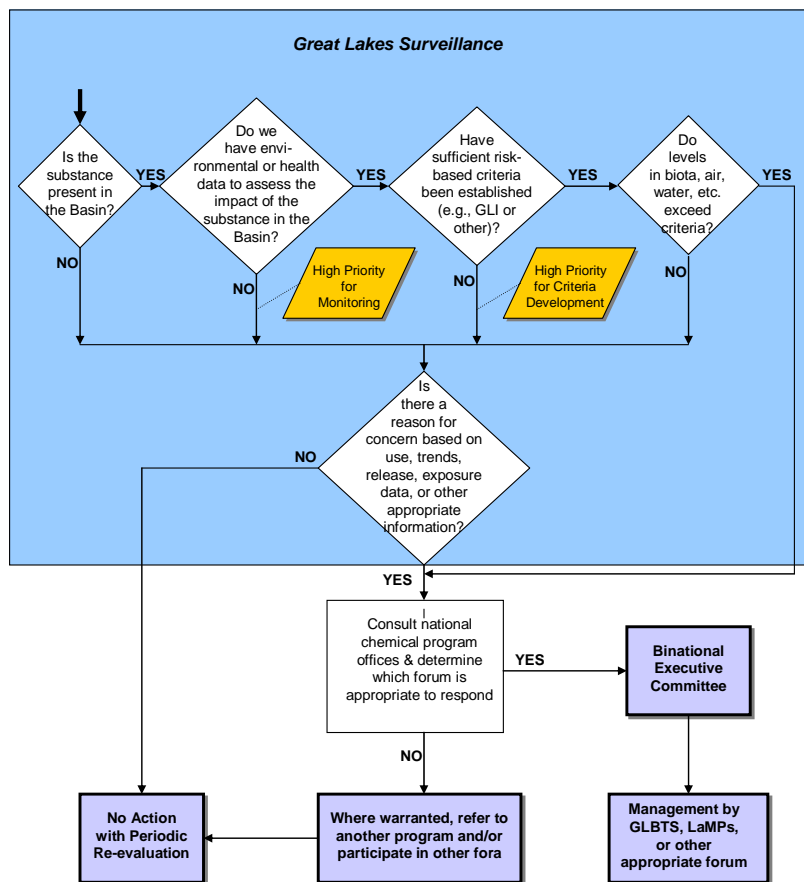 Great Lakes Surveillance
Is the
substance
present in
the Basin?
YES
NO
Do we
have envi-
ronmental or health
data to assess the
impact of the
substance in the
Basin?
YES
NO
High Priority
for
Monitoring
Have
sufficient risk-
based criteria
been established
(e.g., GLI or
other)?
YES
NO
High Priority
for Criteria
Development
Do
levels
in biota, air,
water, etc.
exceed
criteria?
YES
NO
Is
there a
reason for
concern based on
use, trends,
release, exposure
data, or other
appropriate
information?
NO
YES
Consult national
chemical program
offices & determine
which forum is
appropriate to respond
YES
NO
Binational
Executive
Committee
No Action
with Periodic
Re-evaluation
Where warranted, refer to
another program and/or
participate in other fora
Management by
GLBTS, LaMPs,
or other
appropriate forum